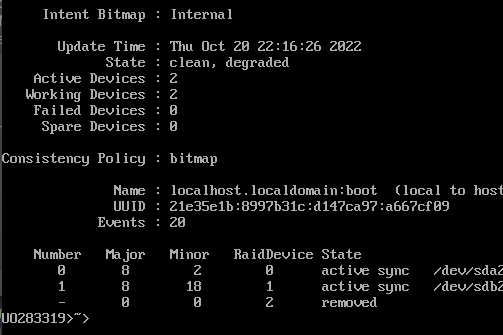 Intent Bitmap : Internal
Update Time : Thu Oct 20 22:16:26 2022
State : clean, degraded
Active Devices : 2
Working Devices : 2
Failed Devices : 0
Spare Devices : 0
Consistency Policy : bitmap
Name : localhost.localdomain:boot (local to host
UUID : 21e35e1b:8997b31c:d147ca97:a667cf09
Events : 20
Number Major Minor RaidDevice State
0 8 2 0 active sync /dev/sda2
1 8 18 1 active sync /dev/sdb2
- 0 0 2 removed
UO283319>~>